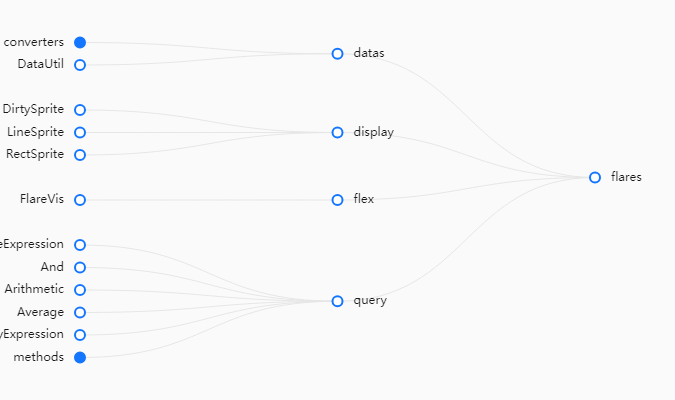 converters
DataUtil
DirtySprite
LineSprite
RectSprite
FlareVis
eExpression
And
Arithmetic
Average
yExpression
methods
datas
display
flex
query
flares